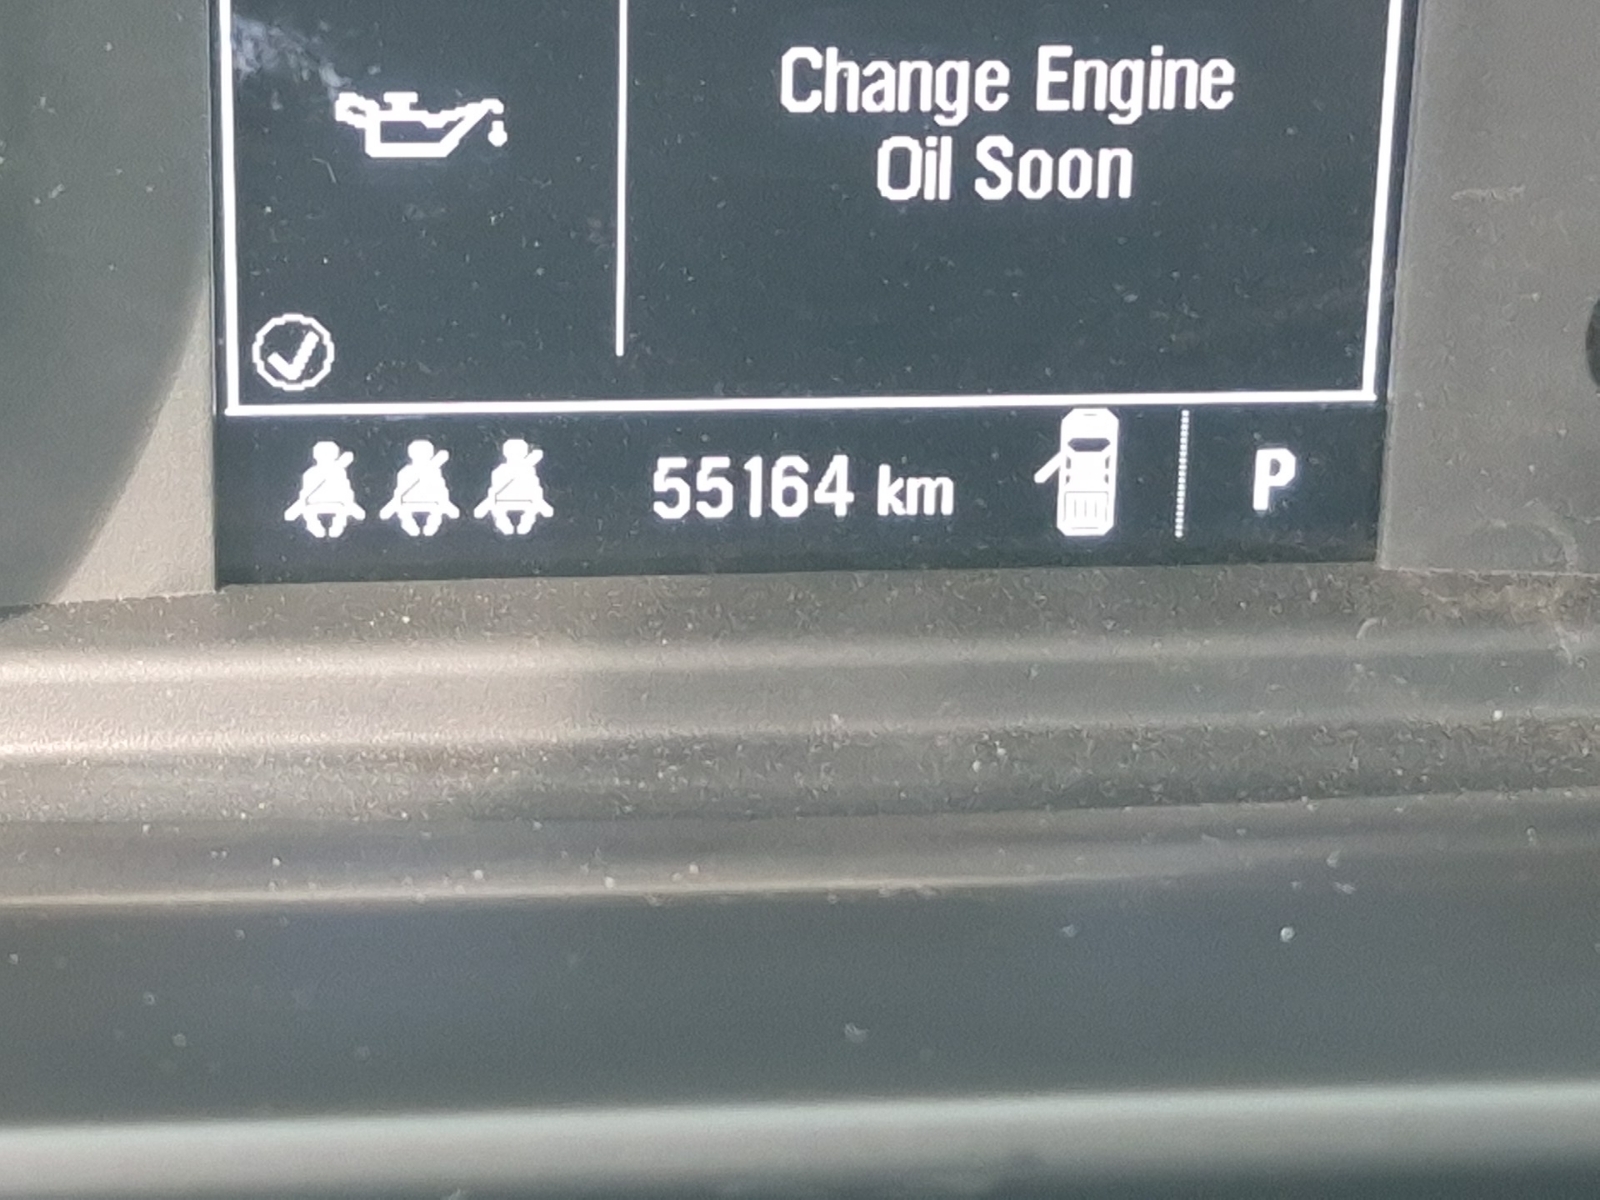 Change Engine
Oil Soon
55164 km
P